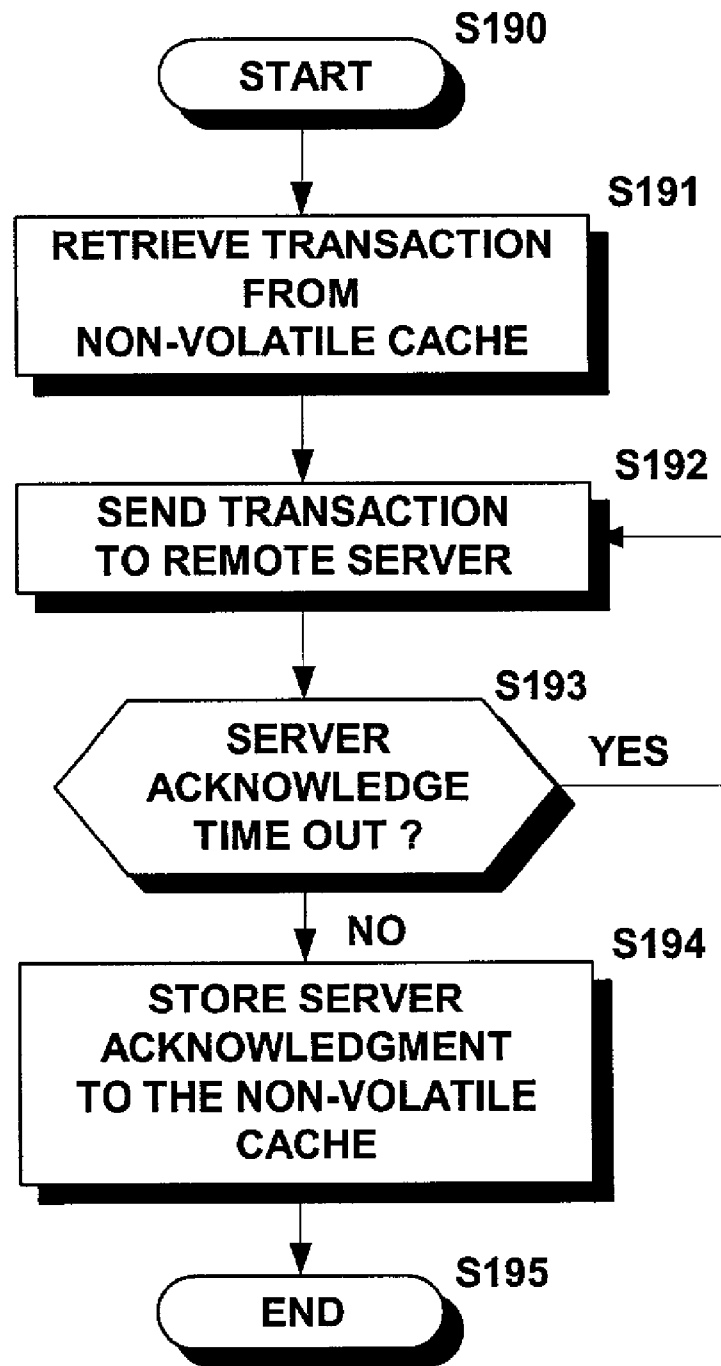 S190
START
S191
RETRIEVE TRANSACTION
FROM
NON-VOLATILE CACHE
S192
SEND TRANSACTION
TO REMOTE SERVER
S193
SERVER
ACKNOWLEDGE
TIME OUT ?
YES
NO
S194
STORE SERVER
ACKNOWLEDGMENT
TO THE NON-VOLATILE
CACHE
S195
END